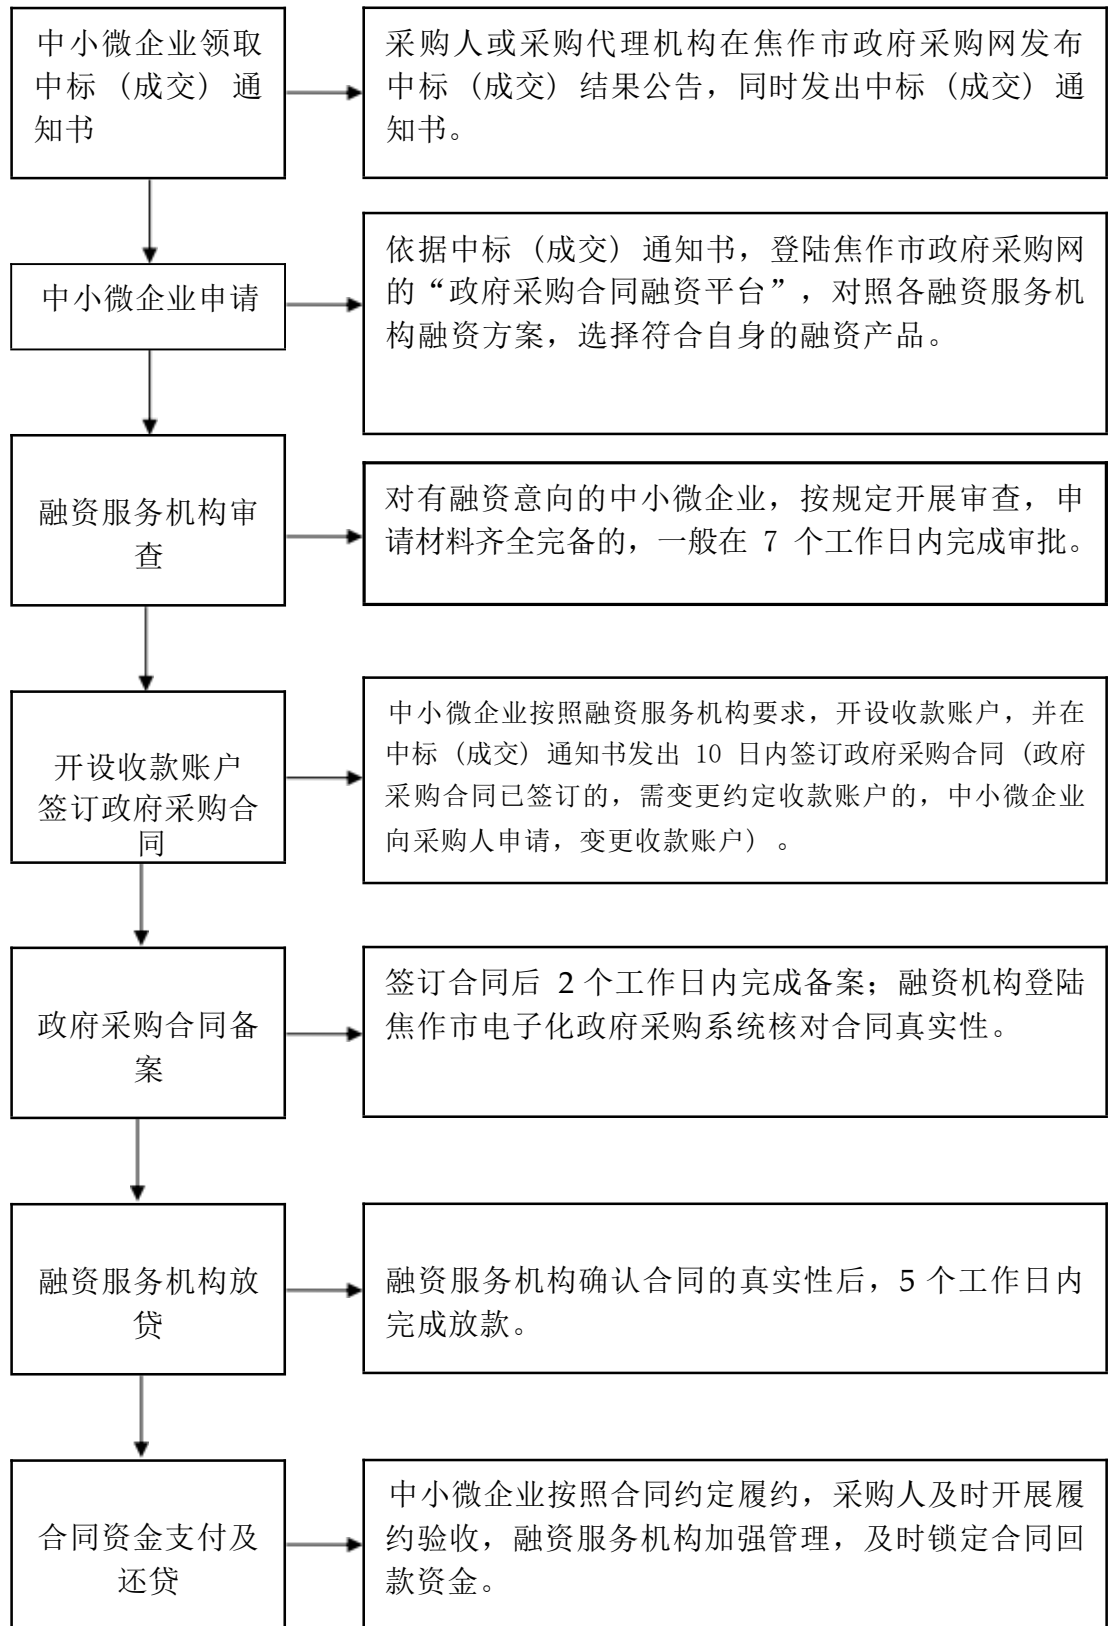 中小微企业领取
中标（成交）通
知书
采购人或采购代理机构在焦作市政府采购网发布
中标（成交）结果公告，同时发出中标（成交）通
知书。
中小微企业申请
依据中标（成交）通知书，登陆焦作市政府采购网
的“政府采购合同融资平台”，对照各融资服务机
构融资方案，选择符合自身的融资产品。
融资服务机构审
查
对有融资意向的中小微企业，按规定开展审查，申
请材料齐全完备的，一般在 7 个工作日内完成审批。
开设收款账户
签订政府采购合
同
中小微企业按照融资服务机构要求，开设收款账户，并在
中标（成交）通知书发出 10 日内签订政府采购合同（政府
采购合同已签订的，需变更约定收款账户的，中小微企业
向采购人申请，变更收款账户）。
政府采购合同备
案
签订合同后 2 个工作日内完成备案；融资机构登陆
焦作市电子化政府采购系统核对合同真实性。
融资服务机构放
贷
融资服务机构确认合同的真实性后，5 个工作日内
完成放款。
合同资金支付及
还贷
中小微企业按照合同约定履约，采购人及时开展履
约验收，融资服务机构加强管理，及时锁定合同回
款资金。